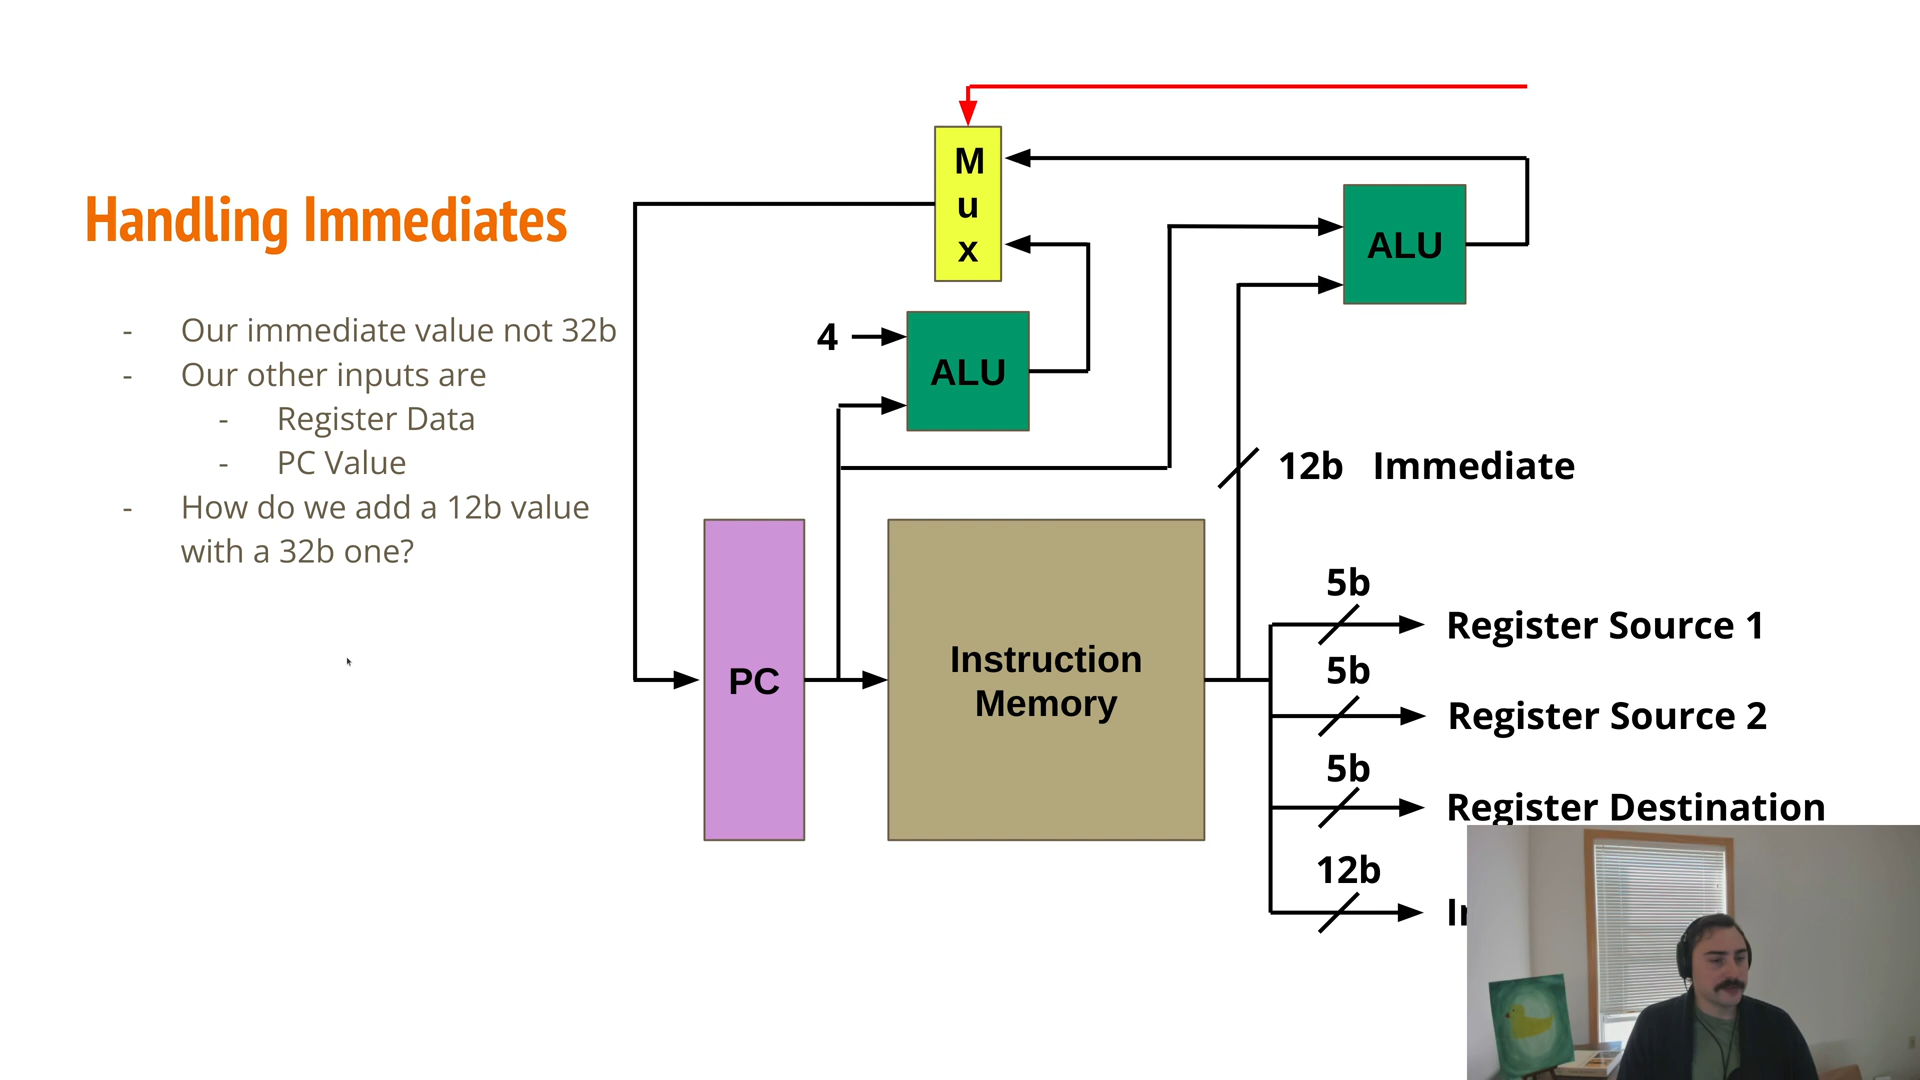 Handling Immediates
- Our immediate value not 32b
- Our other inputs are
- Register Data
- PC Value
- How do we add a 12b value
with a 32b one?
M
u
x
ALU
4
ALU
12b Immediate
PC
Instruction
Memory
5b
Register Source 1
5b
Register Source 2
5b
Register Destination
12b